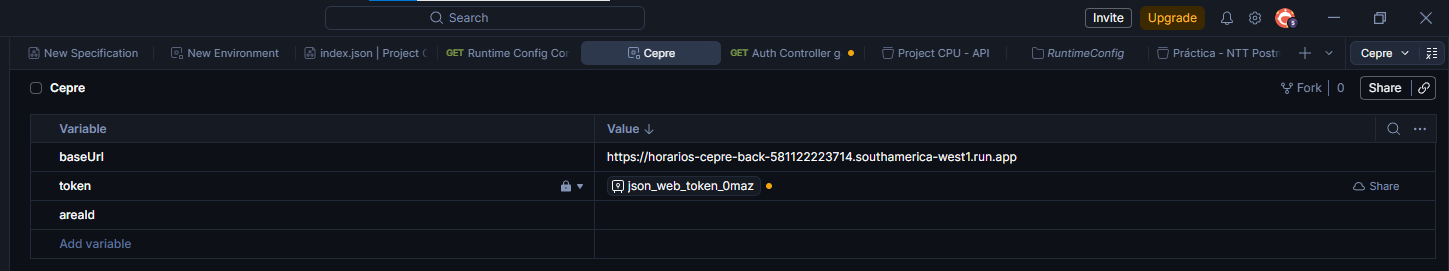 Search
Invite
Upgrade
New Specification
New Environment
index.json | Project
GET Runtime Config Con
Cepre
GET Auth Controller g
Project CPU - API
RuntimeConfig
Práctica - NTT Postm
Cepre
Cepre
Fork 0
Share
Variable
Value
baseUrl
https://horarios-cepre-back-581122223714.southamerica-west1.run.app
token
json_web_token_0maz
Share
areaId
Add variable